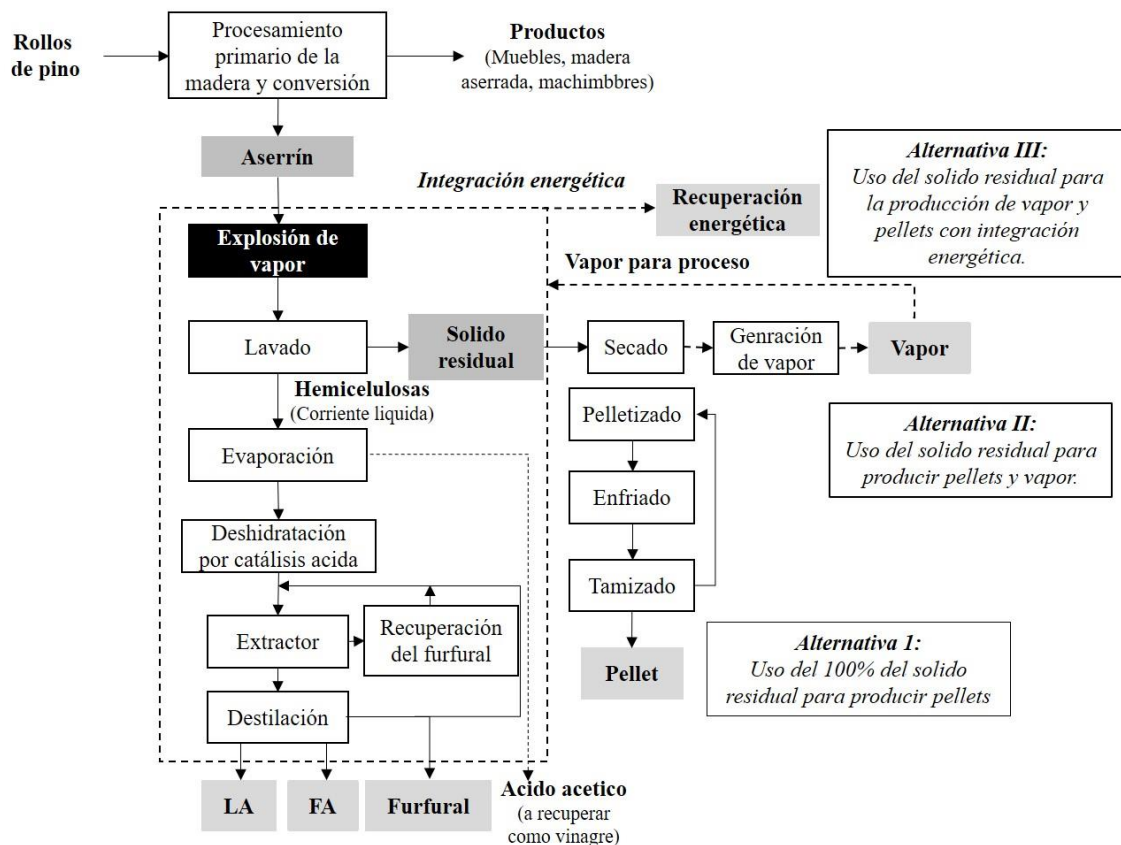 Rollos
de pino
Procesamiento
primario de la
madera y conversión
Productos
(Muebles, madera
aserrada, machimbbres)
Aserrín
Integración energética
Recuperación
energética
Alternativa III:
Uso del solido residual para
la producción de vapor y
pellets con integración
energética.
Explosión de
vapor
Vapor para proceso
Lavado
Solido
residual
Secado
Genración
de vapor
Vapor
Hemicelulosas
(Corriente liquida)
Pelletizado
Alternativa II:
Uso del solido residual para
producir pellets y vapor.
Evaporación
Enfriado
Deshidratación
por catálisis acida
Tamizado
Extractor
Recuperación
del furfural
Pellet
Alternativa 1:
Uso del 100% del solido
residual para producir pellets
Destilación
LA
FA
Furfural
Acido acetico
(a recuperar
como vinagre)